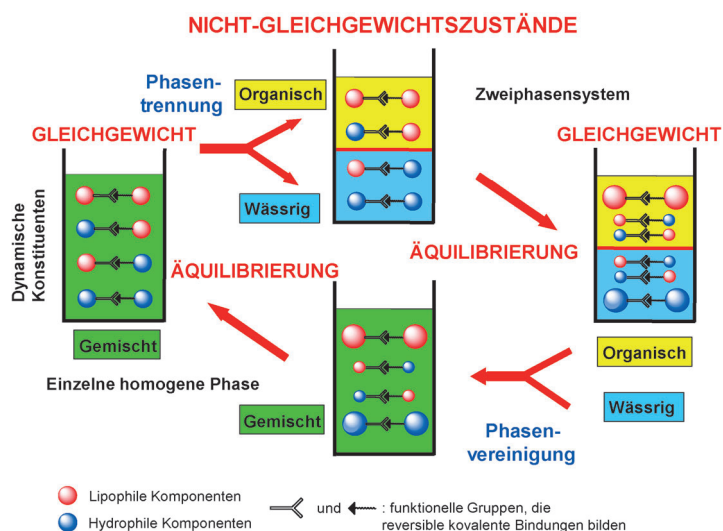 NICHT-GLEICHGEWICHTSZUSTÄNDE
Phasen-
trennung
Organisch
Zweiphasensystem
GLEICHGEWICHT
GLEICHGEWICHT
Wässrig
Dynamische
Konstituenten
ÄQUILIBRIERUNG
ÄQUILIBRIERUNG
Gemischt
Organisch
Einzelne homogene Phase
Gemischt
Wässrig
Phasen-
vereinigung
Lipophile Komponenten
Hydrophile Komponenten
und
: funktionelle Gruppen, die
reversible kovalente Bindungen bilden